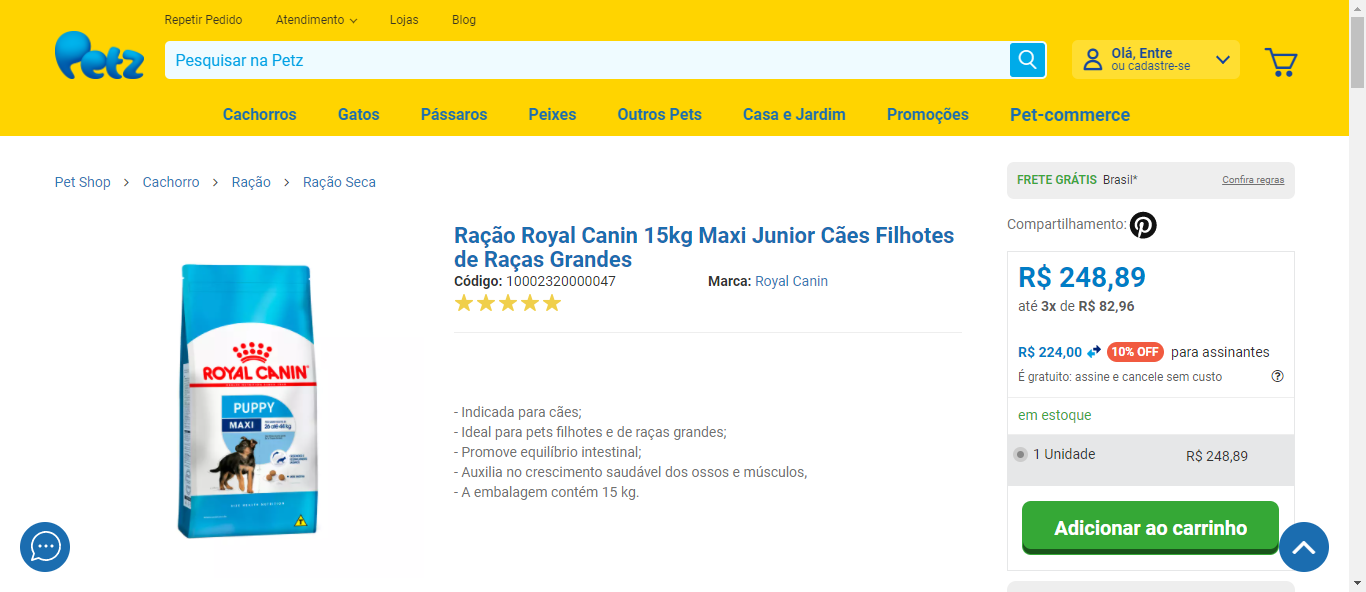 Repetir Pedido
Atendimento
Lojas
Blog
Petz
Pesquisar na Petz
Olá, Entre
ou cadastre-se
Cachorros
Gatos
Pássaros
Peixes
Outros Pets
Casa e Jardim
Promoções
Pet-commerce
Pet Shop > Cachorro > Ração > Ração Seca
FRETE GRÁTIS Brasil*
Confira regras
Compartilhamento:
Ração Royal Canin 15kg Maxi Junior Cães Filhotes
de Raças Grandes
Código: 10002320000047
Marca: Royal Canin
- Indicada para cães;
- Ideal para pets filhotes e de raças grandes;
- Promove equilíbrio intestinal;
- Auxilia no crescimento saudável dos ossos e músculos,
- A embalagem contém 15 kg.
ROYAL CANIN
PUPPY
MAXI
R$ 248,89
até 3x de R$ 82,96
R$ 224,00 10% OFF para assinantes
É gratuito: assine e cancele sem custo
em estoque
1 Unidade
R$ 248,89
Adicionar ao carrinho